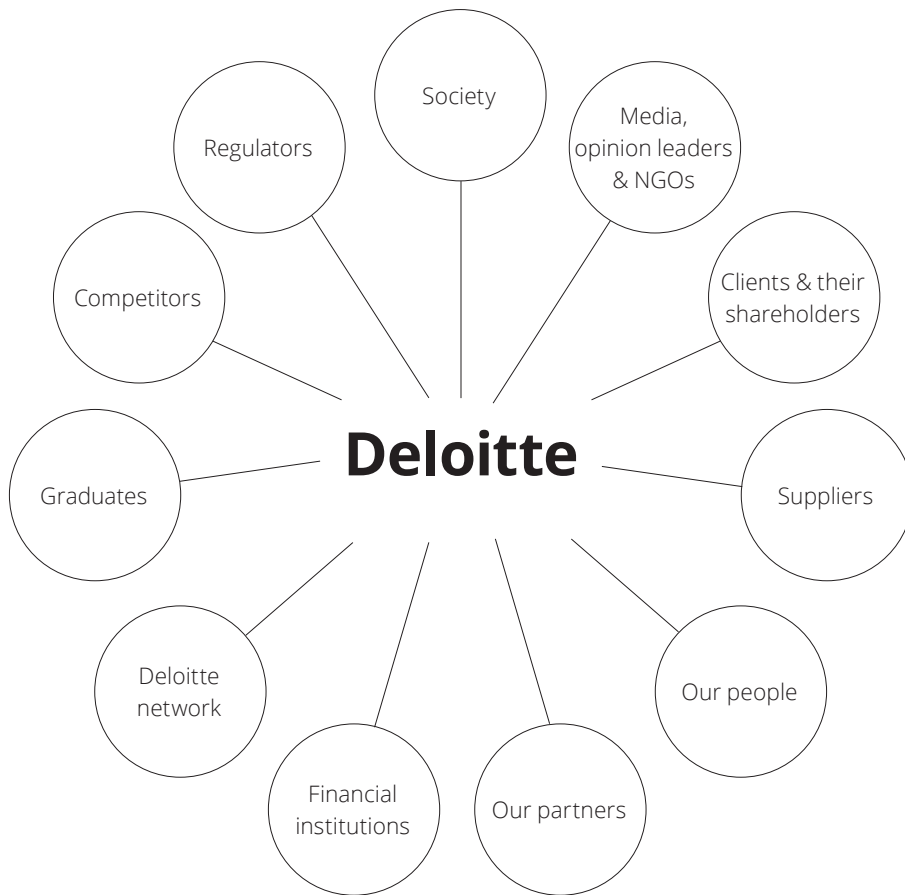 Society
Media,
opinion leaders
& NGOs
Regulators
Clients & their
shareholders
Competitors
Deloitte
Graduates
Suppliers
Deloitte
network
Our people
Financial
institutions
Our partners